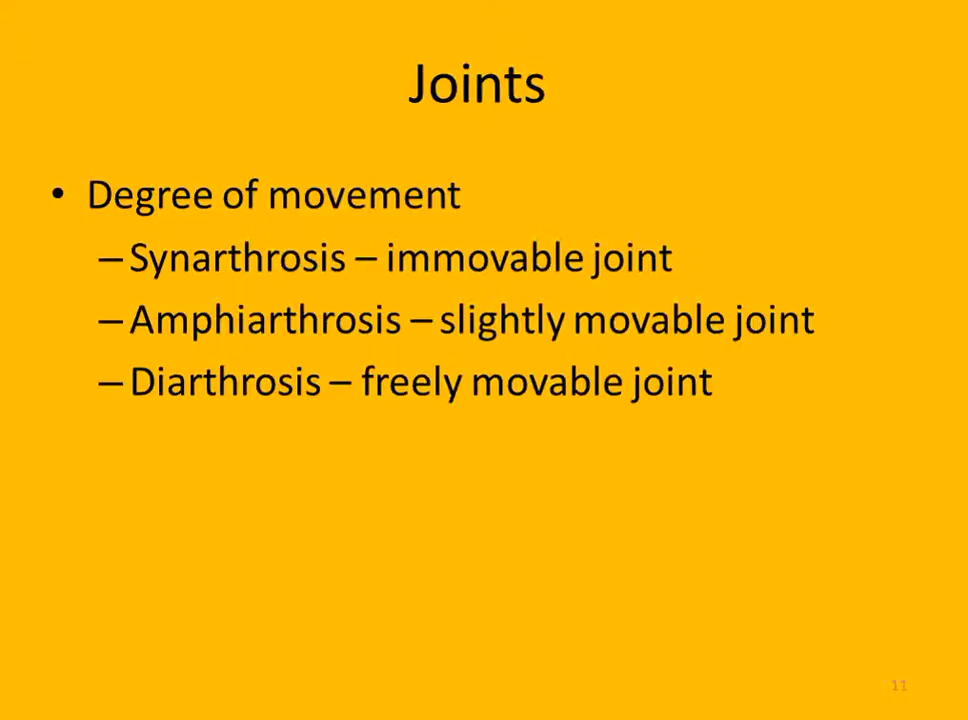 Joints
• Degree of movement
– Synarthrosis – immovable joint
– Amphiarthrosis – slightly movable joint
– Diarthrosis – freely movable joint
11